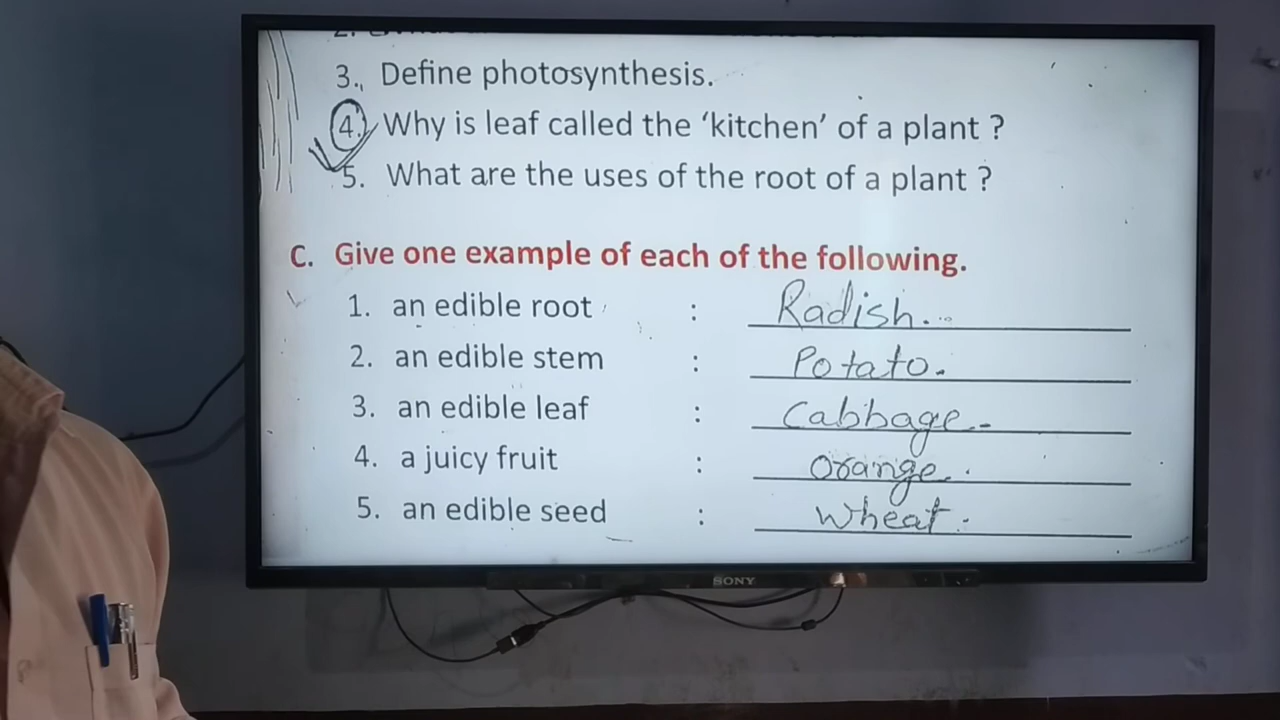 3. Define photosynthesis.
4. Why is leaf called the ‘kitchen’ of a plant ?
5. What are the uses of the root of a plant ?
C. Give one example of each of the following.
1. an edible root : Radish.
2. an edible stem : Potato.
3. an edible leaf : Cabbage.
4. a juicy fruit : Orange.
5. an edible seed : Wheat.
SONY